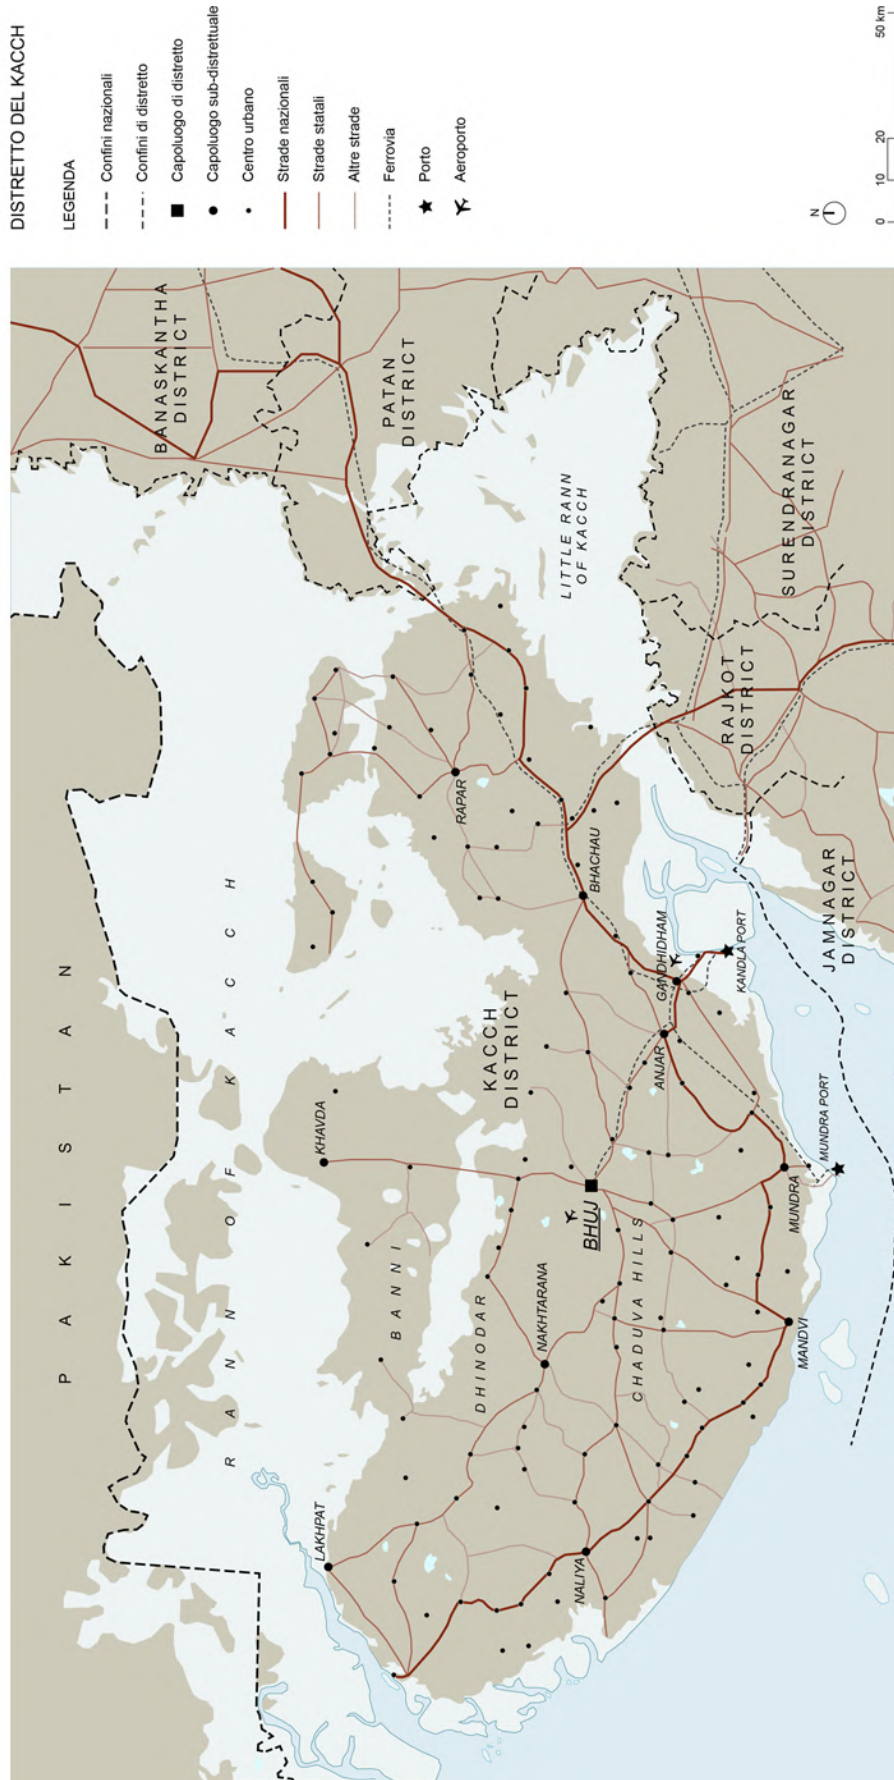 DISTRETTO DEL KACCH
LEGENDA
Confini nazionali
Confini di distretto
Capoluogo di distretto
Capoluogo sub-distrettuale
Centro urbano
Strade nazionali
Strade statali
Altre strade
Ferrovia
Porto
Aeroporto
N
0 10 20 50 km
PAKISTAN
RANN OF KACCH
BANASKANTHA
DISTRICT
PATAN
DISTRICT
LITTLE RANN
OF KACCH
SURENDRANAGAR
DISTRICT
RAJKOT
DISTRICT
JAMNAGAR
DISTRICT
KACCH
DISTRICT
LAKHPAT
KHAVDA
BANNI
RAPAR
DHINODAR
NAKHTARANA
BHUJ
BHACHAU
CHADUVA HILLS
NALIYA
ANJAR
GANDHIDHAM
KANDLA PORT
MUNDRA
MUNDRA PORT
MANDVI